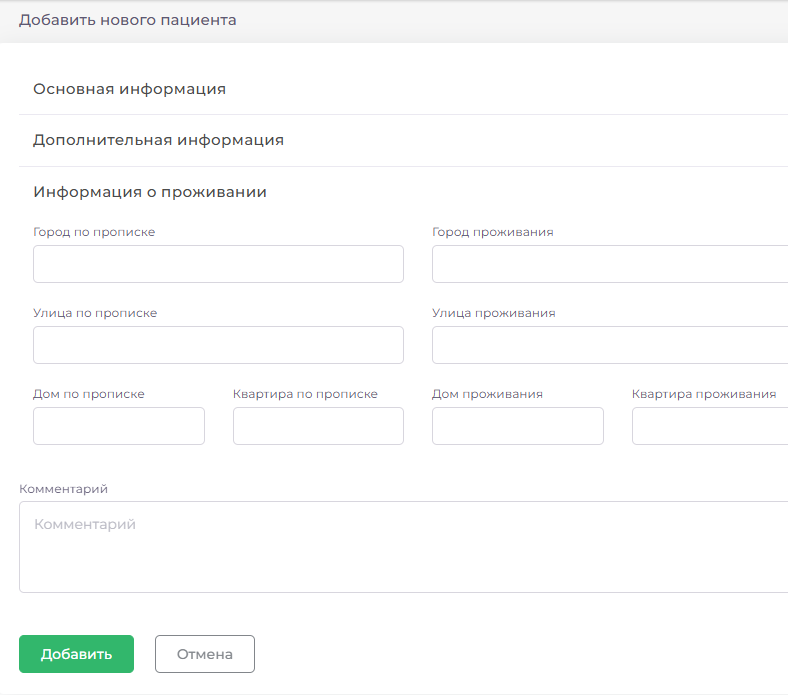 Добавить нового пациента
Основная информация
Дополнительная информация
Информация о проживании
Город по прописке Город проживания
Улица по прописке Улица проживания
Дом по прописке Квартира по прописке Дом проживания Квартира проживания
Комментарий
Комментарий
Добавить Отмена